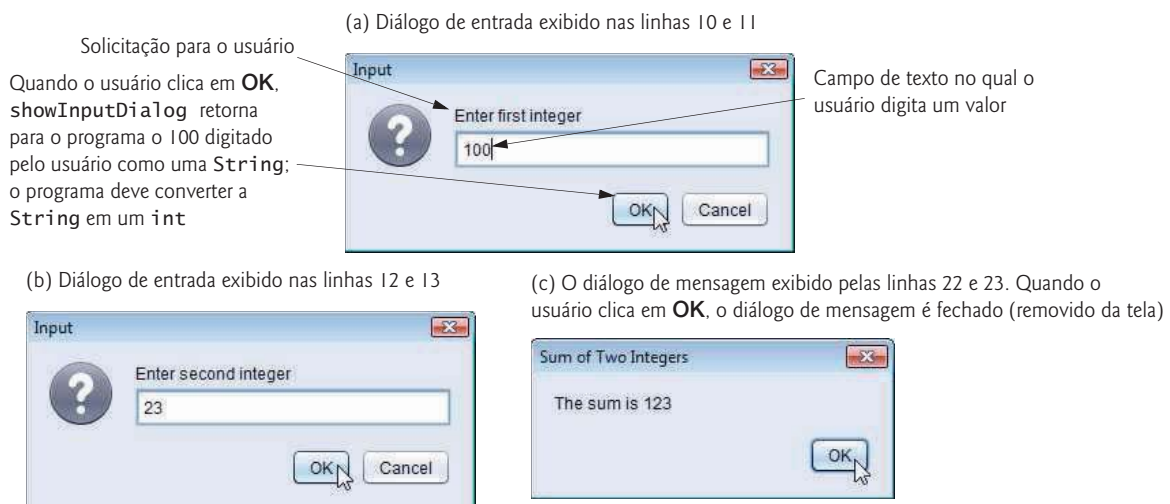 (a) Diálogo de entrada exibido nas linhas 10 e 11
Solicitação para o usuário
Quando o usuário clica em OK,
showInputDialog retorna
para o programa o 100 digitado
pelo usuário como uma String;
o programa deve converter a
String em um int
Input
Enter first integer
100
OK
Cancel
Campo de texto no qual o
usuário digita um valor
(b) Diálogo de entrada exibido nas linhas 12 e 13
Input
Enter second integer
23
OK
Cancel
(c) O diálogo de mensagem exibido pelas linhas 22 e 23. Quando o
usuário clica em OK, o diálogo de mensagem é fechado (removido da tela)
Sum of Two Integers
The sum is 123
OK